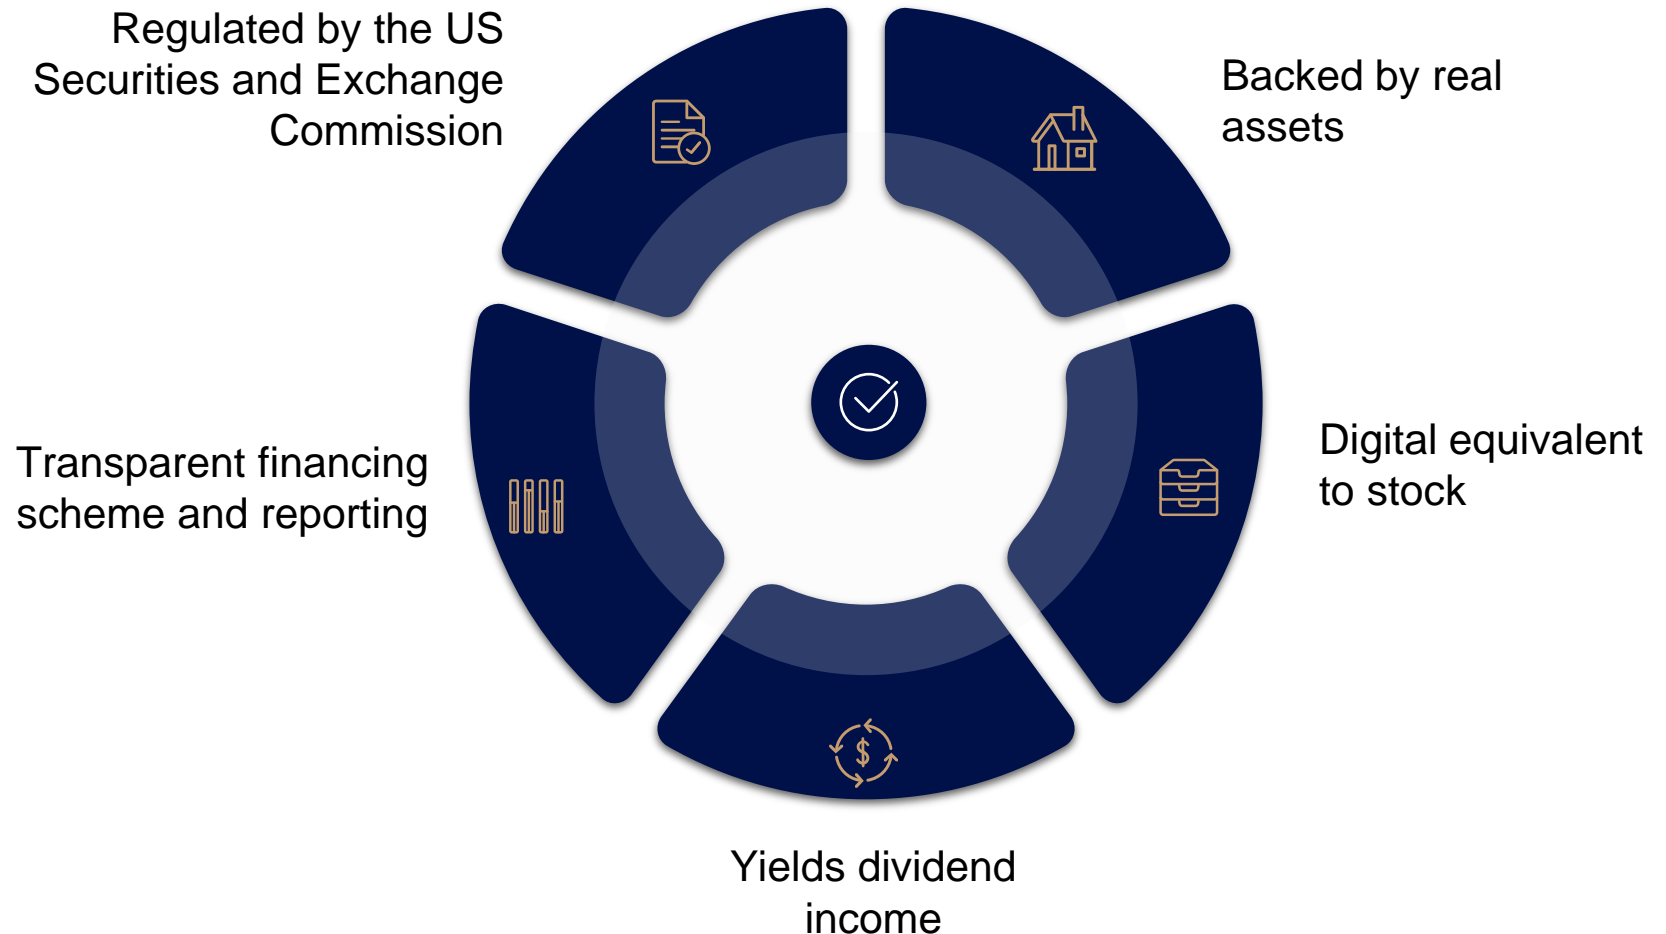 Regulated by the US
Securities and Exchange
Commission
Backed by real
assets
Transparent financing
scheme and reporting
Digital equivalent
to stock
$
Yields dividend
income